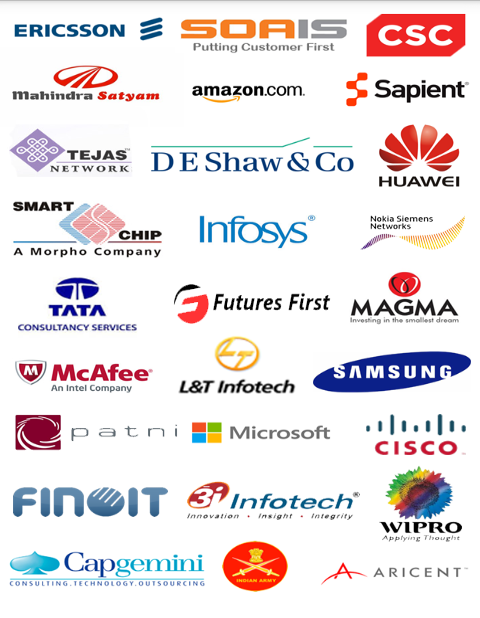 ERICSSON
SOAIS
Putting Customer First
CSC
Mahindra Satyam
amazon.com
Sapient
TEJAS
NETWORK
D E Shaw & Co
HUAWEI
SMART
CHIP
A Morpho Company
Infosys
Nokia Siemens
Networks
TATA
CONSULTANCY SERVICES
Futures First
MAGMA
Investing in the smallest dream
McAfee
An Intel Company
L&T Infotech
SAMSUNG
patni
Microsoft
CISCO
FINOIT
3i Infotech
Innovation • Insight • Integrity
WIPRO
Applying Thought
Capgemini
CONSULTING.TECHNOLOGY.OUTSOURCING
INDIAN ARMY
ARICENT